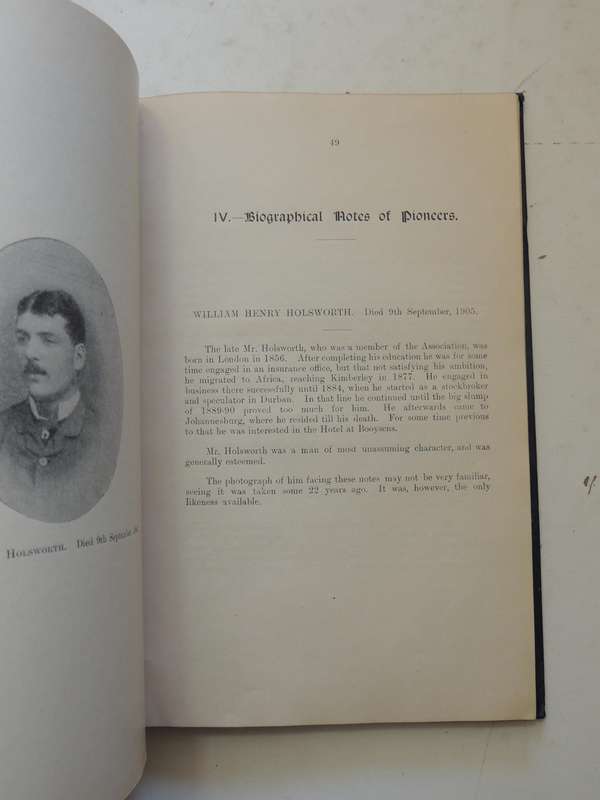 HOLSWORTH. Died 9th September
49
IV.—Biographical Notes of Pioneers.
WILLIAM HENRY HOLSWORTH. Died 9th September, 1905.
The late Mr. Holsworth, who was a member of the Association, was
born in London in 1856. After completing his education he was for some
time engaged in an insurance office, but that not satisfying his ambition,
he migrated to Africa, reaching Kimberley in 1877. He engaged in
business there successfully until 1884, when he started as a stockbroker
and speculator in Durban. In that line he continued until the big slump
of 1889-90 proved too much for him. He afterwards came to
Johannesburg, where he resided till his death. For some time previous
to that he was interested in the Hotel at Booysens.
Mr. Holsworth was a man of most unassuming character, and was
generally esteemed.
The photograph of him facing these notes may not be very familiar,
seeing it was taken some 22 years ago. It was, however, the only
likeness available.